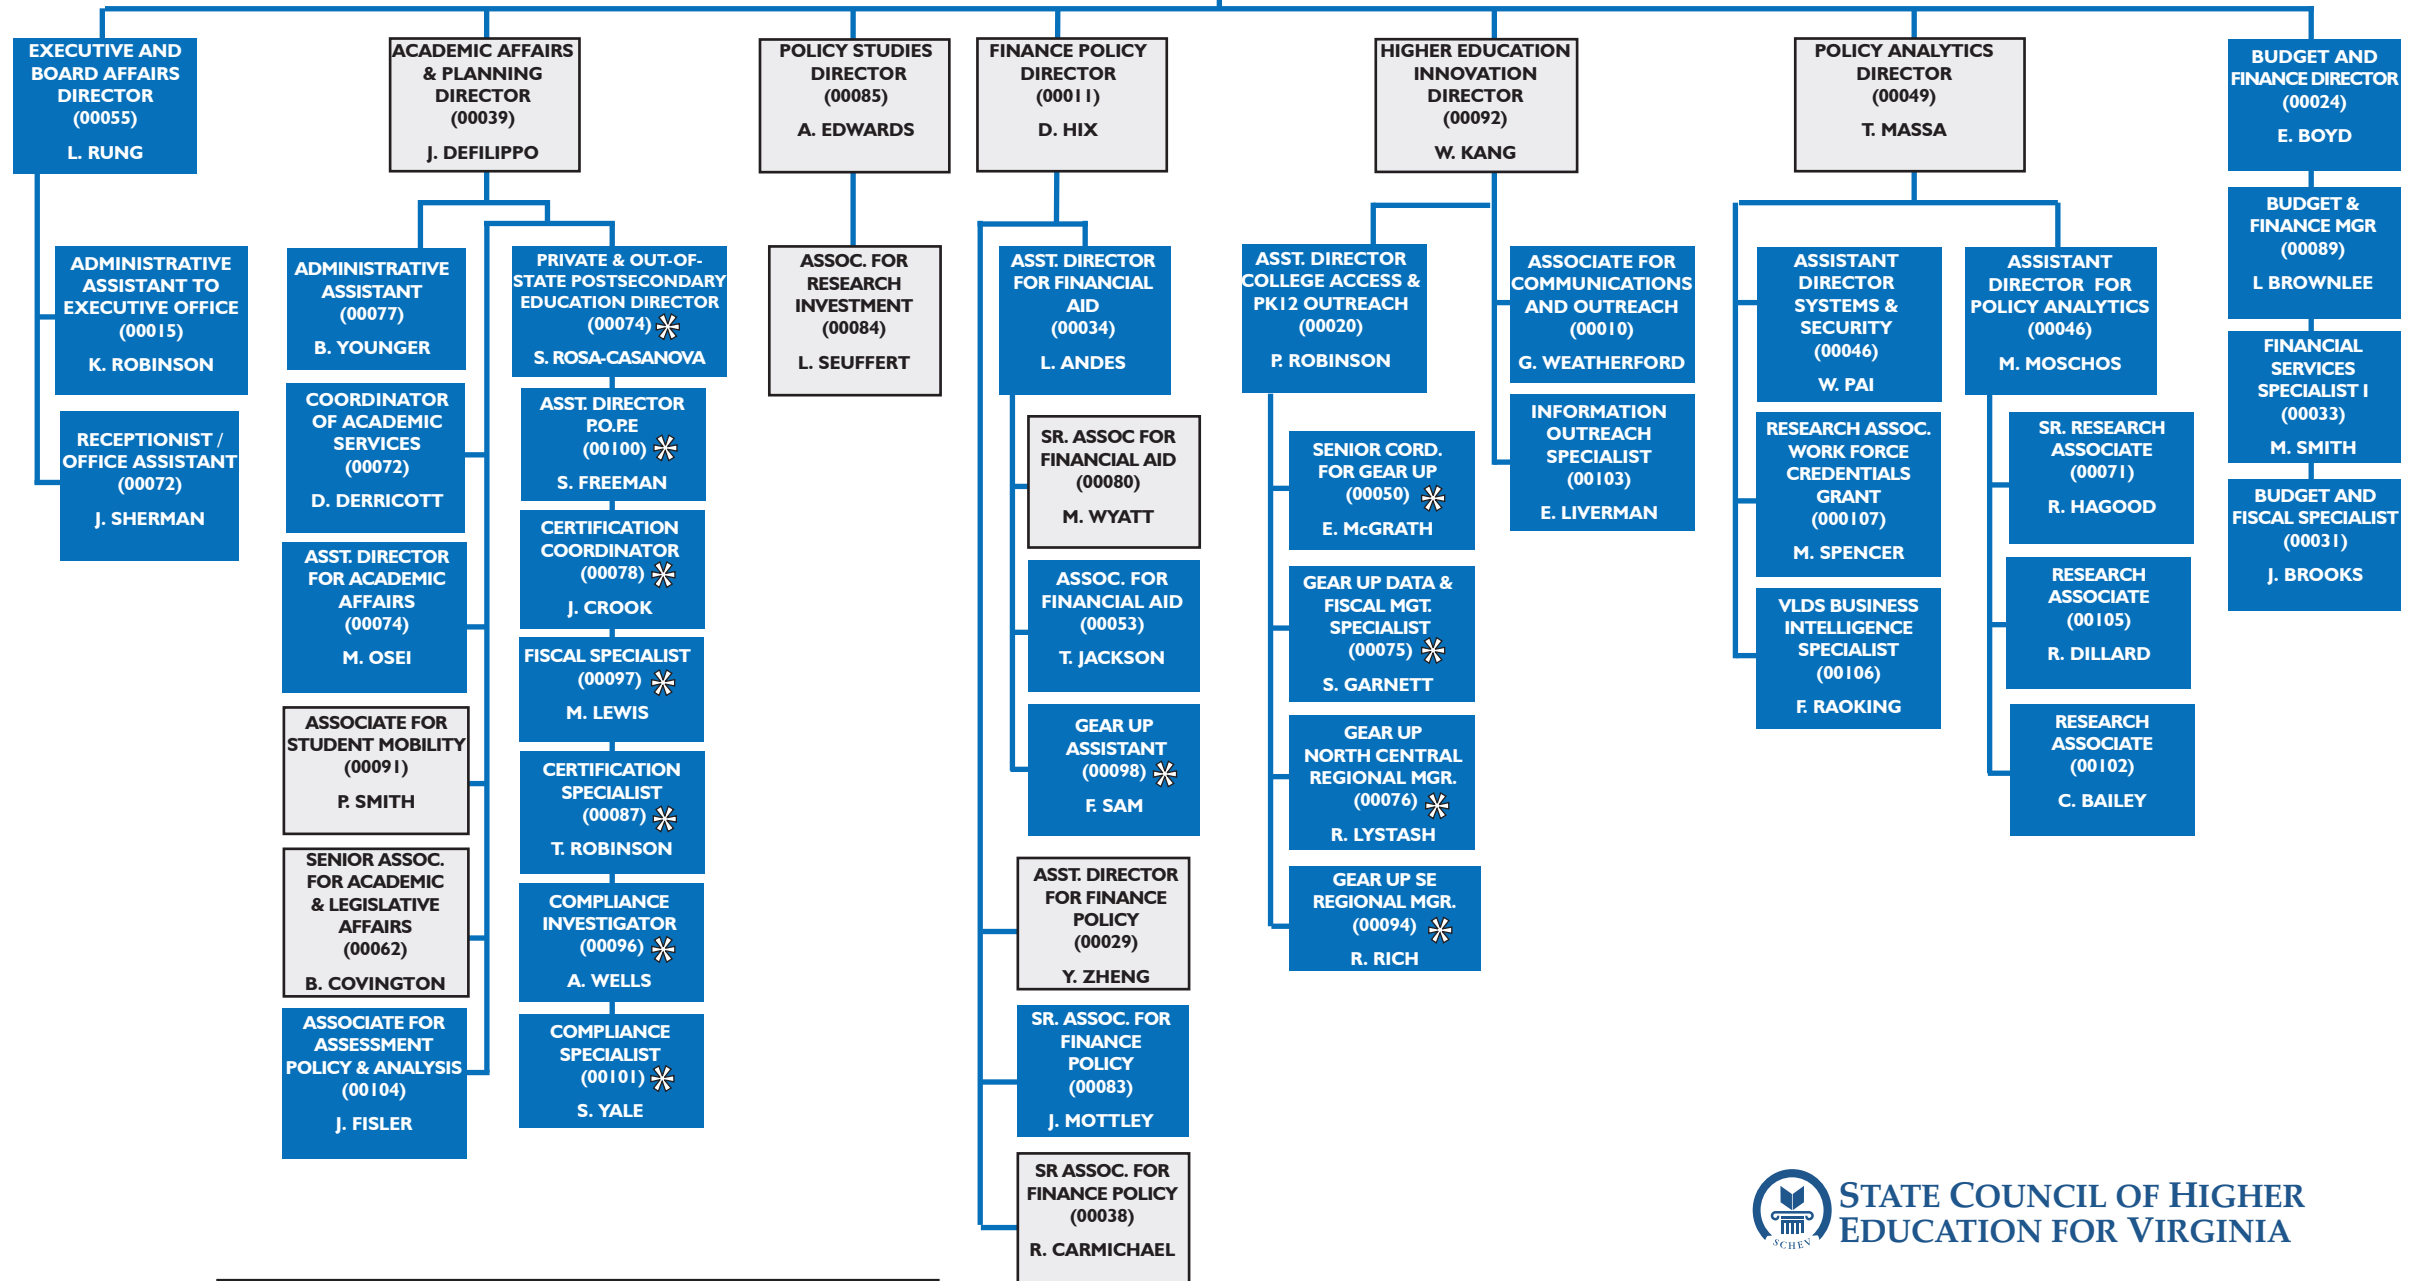 EXECUTIVE AND
BOARD AFFAIRS
DIRECTOR
(00055)
L. RUNG
ADMINISTRATIVE
ASSISTANT TO
EXECUTIVE OFFICE
(00015)
K. ROBINSON
RECEPTIONIST /
OFFICE ASSISTANT
(00072)
J. SHERMAN
ACADEMIC AFFAIRS
& PLANNING
DIRECTOR
(00039)
J. DEFILIPPO
ADMINISTRATIVE
ASSISTANT
(00077)
B. YOUNGER
COORDINATOR
OF ACADEMIC
SERVICES
(00072)
D. DERRICOTT
ASST. DIRECTOR
FOR ACADEMIC
AFFAIRS
(00074)
M. OSEI
ASSOCIATE FOR
STUDENT MOBILITY
(00091)
P. SMITH
SENIOR ASSOC.
FOR ACADEMIC
& LEGISLATIVE
AFFAIRS
(00062)
B. COVINGTON
ASSOCIATE FOR
ASSESSMENT
POLICY & ANALYSIS
(00104)
J. FISLER
PRIVATE & OUT-OF-
STATE POSTSECONDARY
EDUCATION DIRECTOR
(00074) *
S. ROSA-CASANOVA
ASST. DIRECTOR
P.O.P.E
(00100) *
S. FREEMAN
CERTIFICATION
COORDINATOR
(00078) *
J. CROOK
FISCAL SPECIALIST
(00097) *
M. LEWIS
CERTIFICATION
SPECIALIST
(00087) *
T. ROBINSON
COMPLIANCE
INVESTIGATOR
(00096) *
A. WELLS
COMPLIANCE
SPECIALIST
(00101) *
S. YALE
POLICY STUDIES
DIRECTOR
(00085)
A. EDWARDS
ASSOC. FOR
RESEARCH
INVESTMENT
(00084)
L. SEUFFERT
FINANCE POLICY
DIRECTOR
(00011)
D. HIX
ASST. DIRECTOR
FOR FINANCIAL
AID
(00034)
L. ANDES
SR. ASSOC FOR
FINANCIAL AID
(00080)
M. WYATT
ASSOC. FOR
FINANCIAL AID
(00053)
T. JACKSON
GEAR UP
ASSISTANT
(00098) *
F. SAM
ASST. DIRECTOR
FOR FINANCE
POLICY
(00029)
Y. ZHENG
SR. ASSOC. FOR
FINANCE
POLICY
(00083)
J. MOTTLEY
SR ASSOC. FOR
FINANCE POLICY
(00038)
R. CARMICHAEL
HIGHER EDUCATION
INNOVATION
DIRECTOR
(00092)
W. KANG
ASST. DIRECTOR
COLLEGE ACCESS &
PK12 OUTREACH
(00020)
P. ROBINSON
SENIOR CORD.
FOR GEAR UP
(00050) *
E. McGRATH
GEAR UP DATA &
FISCAL MGT.
SPECIALIST
(00075) *
S. GARNETT
GEAR UP
NORTH CENTRAL
REGIONAL MGR.
(00076) *
R. LYSTASH
GEAR UP SE
REGIONAL MGR.
(00094) *
R. RICH
ASSOCIATE FOR
COMMUNICATIONS
AND OUTREACH
(00010)
G. WEATHERFORD
INFORMATION
OUTREACH
SPECIALIST
(00103)
E. LIVERMAN
POLICY ANALYTICS
DIRECTOR
(00049)
T. MASSA
ASSISTANT
DIRECTOR
SYSTEMS &
SECURITY
(00046)
W. PAI
RESEARCH ASSOC.
WORK FORCE
CREDENTIALS
GRANT
(000107)
M. SPENCER
VLDS BUSINESS
INTELLIGENCE
SPECIALIST
(00106)
F. RAOKING
ASSISTANT
DIRECTOR FOR
POLICY ANALYTICS
(00046)
M. MOSCHOS
SR. RESEARCH
ASSOCIATE
(00071)
R. HAGOOD
RESEARCH
ASSOCIATE
(00105)
R. DILLARD
RESEARCH
ASSOCIATE
(00102)
C. BAILEY
BUDGET AND
FINANCE DIRECTOR
(00024)
E. BOYD
BUDGET &
FINANCE MGR
(00089)
L BROWNLEE
FINANCIAL
SERVICES
SPECIALIST I
(00033)
M. SMITH
BUDGET AND
FISCAL SPECIALIST
(00031)
J. BROOKS
SCHEV
STATE COUNCIL OF HIGHER
EDUCATION FOR VIRGINIA